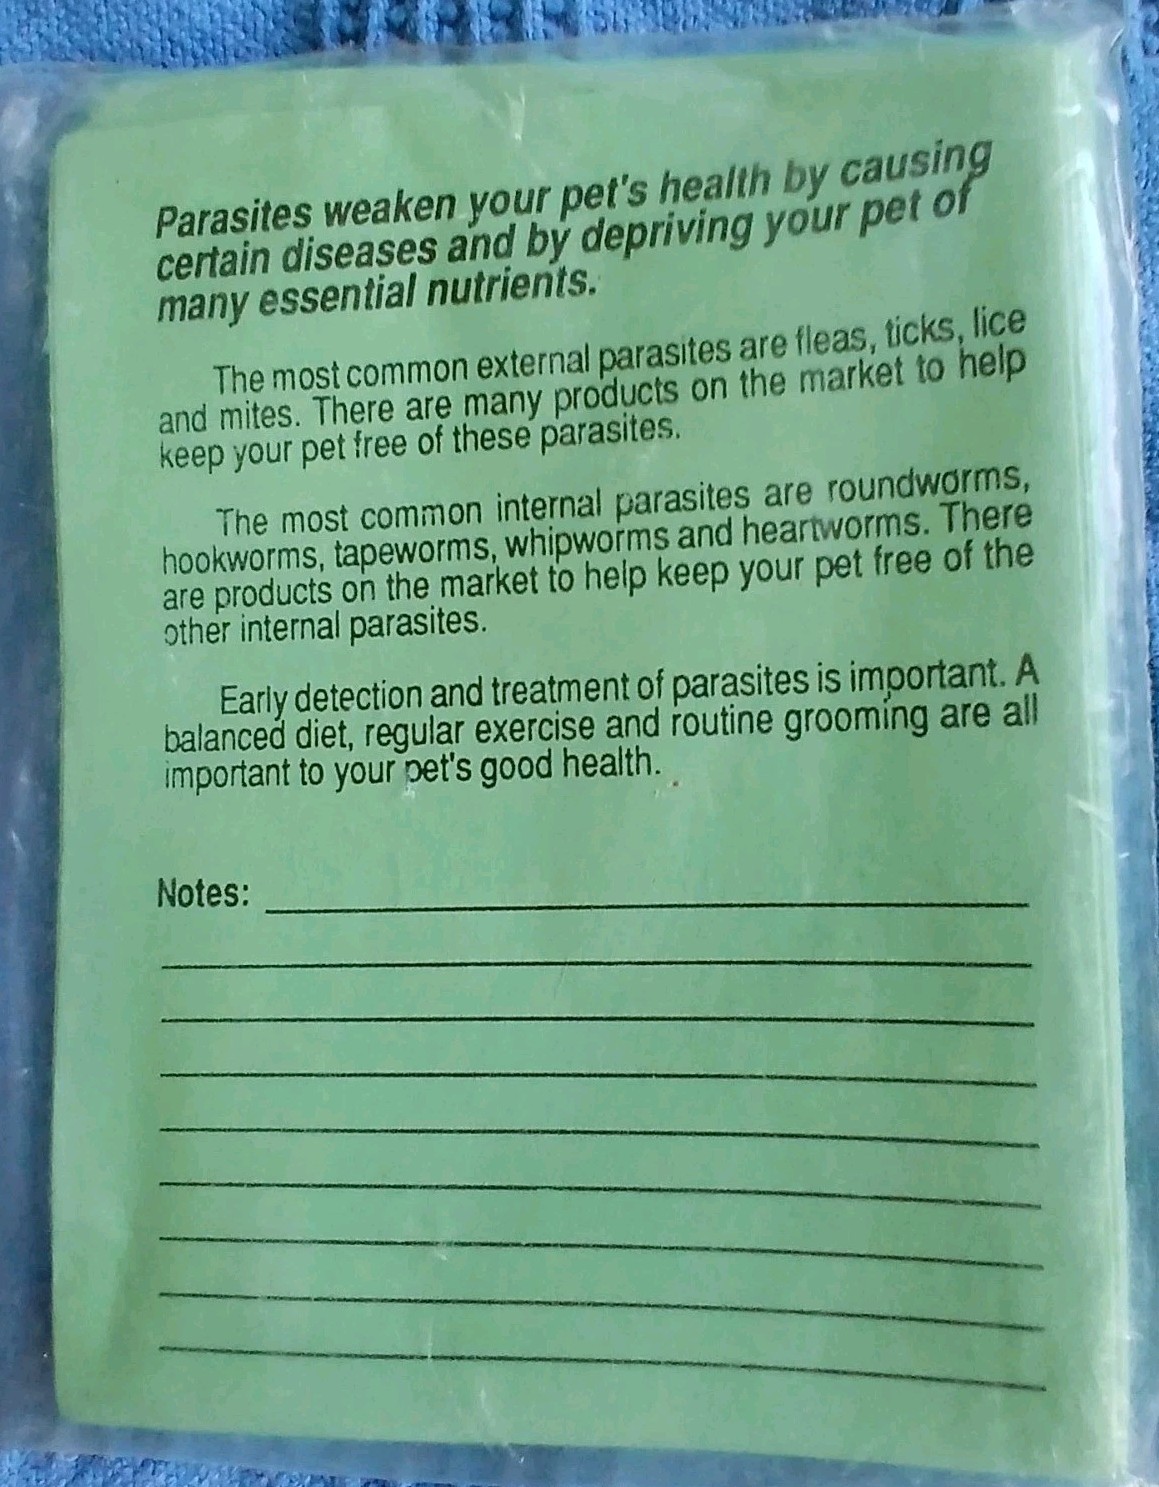 Parasites weaken your pet's health by causing
certain diseases and by depriving your pet of
many essential nutrients.
The most common external parasites are fleas, ticks, lice
and mites. There are many products on the market to help
keep your pet free of these parasites.
The most common internal parasites are roundworms,
hookworms, tapeworms, whipworms and heartworms. There
are products on the market to help keep your pet free of the
other internal parasites.
Early detection and treatment of parasites is important. A
balanced diet, regular exercise and routine grooming are all
important to your pet's good health.
Notes: